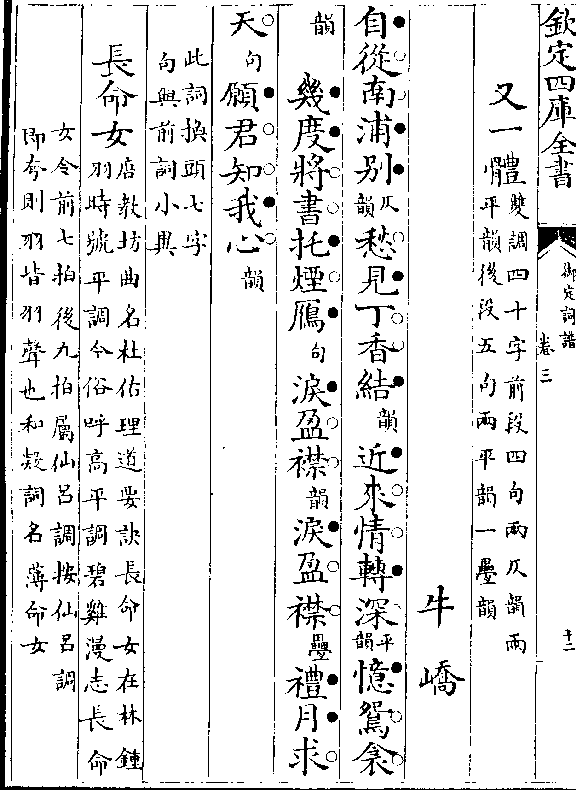 欽定四庫全書
御定詞譜
卷三
十二
又一體雙調四十字前段四句兩仄韻兩
平韻後段五句兩平韻一疊韻
牛嶠
自從南浦别仄韻愁見丁香結韻近來情轉深平韻憶鴛衾
韻幾度將書托煙鴈句淚盈襟韻淚盈襟疊禮月求
天句願君知我心韻
此詞換頭七字
句與前詞小異
長命女唐教坊曲名杜佑理道要訣長命女在林鍾
羽時號平調今俗呼高平調碧雞漫志長命
女令前七拍後九拍屬仙呂調按仙呂調
即夸則羽皆羽聲也和凝詞名薄命女